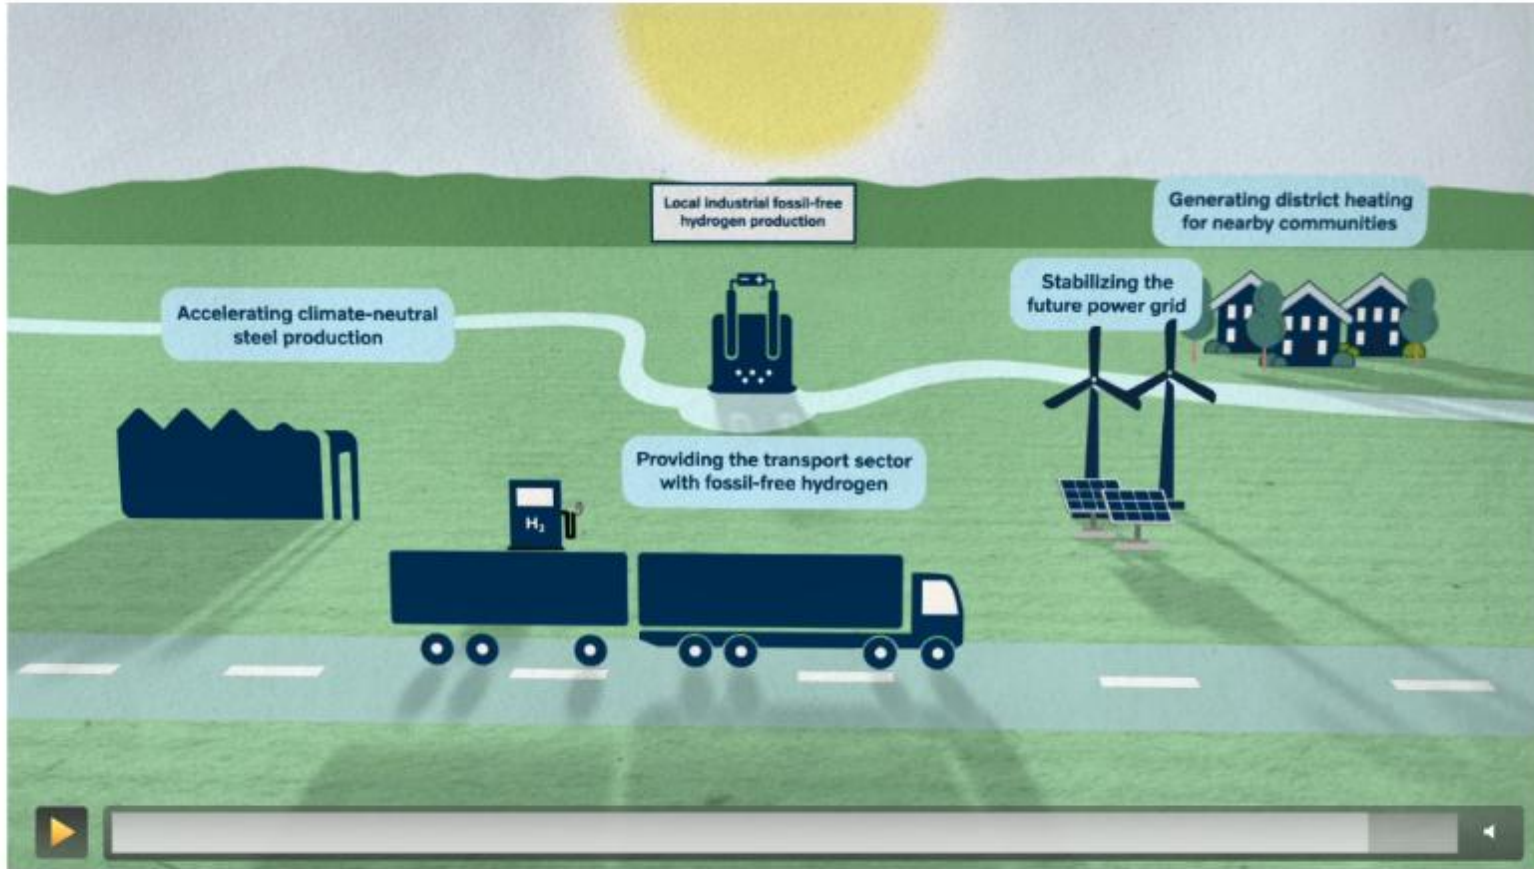 Local industrial fossil-free
hydrogen production
Generating district heating
for nearby communities
Stabilizing the
future power grid
Accelerating climate-neutral
steel production
Providing the transport sector
with fossil-free hydrogen
H₂